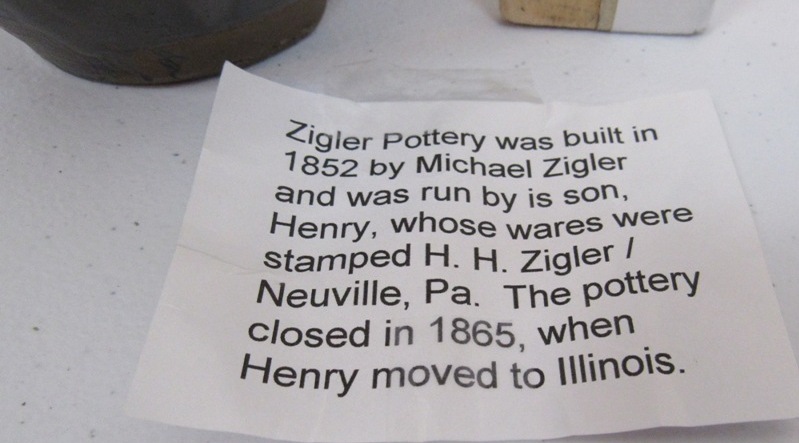 Zigler Pottery was built in
1852 by Michael Zigler
and was run by is son,
Henry, whose wares were
stamped H. H. Zigler /
Neuville, Pa. The pottery
closed in 1865, when
Henry moved to Illinois.